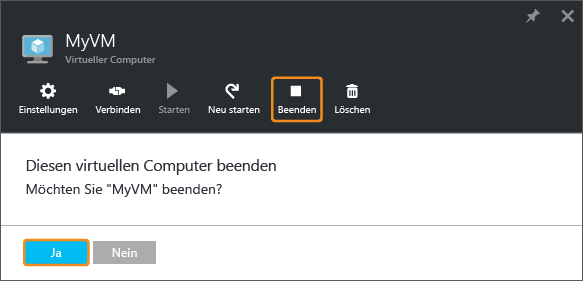 MyVM
Virtueller Computer
Einstellungen Verbinden Starten Neu starten Beenden Löschen
Diesen virtuellen Computer beenden
Möchten Sie "MyVM" beenden?
Ja Nein